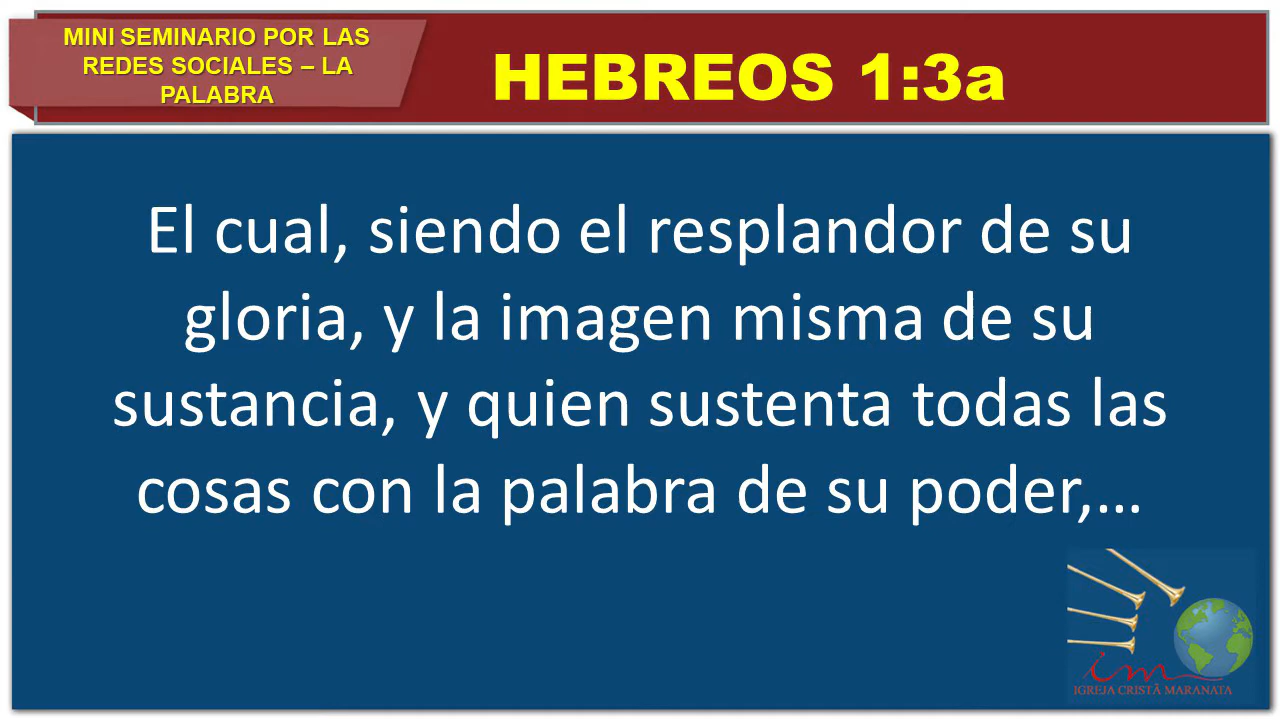 MINI SEMINARIO POR LAS
REDES SOCIALES – LA
PALABRA
HEBREOS 1:3a
El cual, siendo el resplandor de su
gloria, y la imagen misma de su
sustancia, y quien sustenta todas las
cosas con la palabra de su poder,...
im
IGREJA CRISTÃ MARANATA